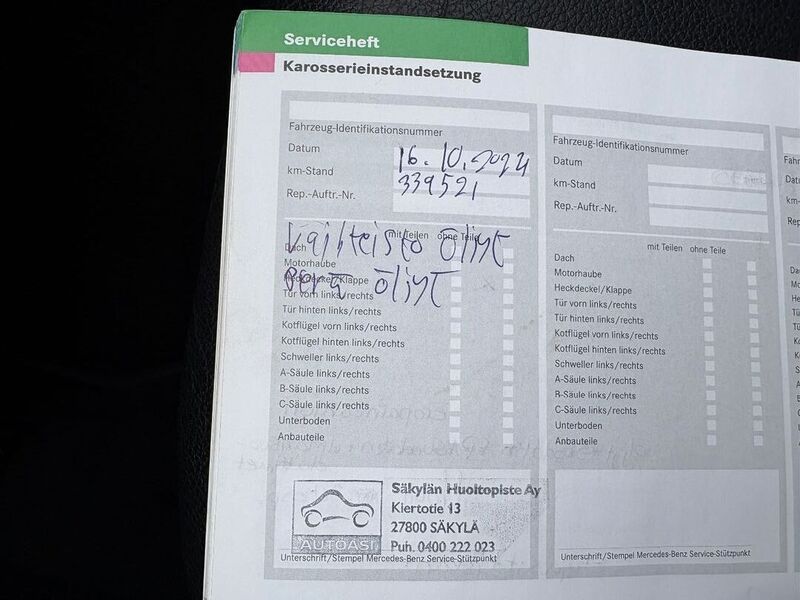 Serviceheft
Karosserieinstandsetzung
Fahrzeug-Identifikationsnummer
Datum 16.10.2024
km-Stand 339521
Rep.-Auftr.-Nr.
mit Teilen ohne Teile
Vaihteisto öljyt
Perä öljyt
Dach
Motorhaube
Heckdeckel/Klappe
Tür vorn links/rechts
Tür hinten links/rechts
Kotflügel vorn links/rechts
Kotflügel hinten links/rechts
Schweller links/rechts
A-Säule links/rechts
B-Säule links/rechts
C-Säule links/rechts
Unterboden
Anbauteile
AUTOASI
Säkylän Huoltopiste Ay
Kiertotie 13
27800 SÄKYLÄ
Puh. 0400 222 023
Unterschrift/Stempel Mercedes-Benz Service-Stützpunkt
Fahrzeug-Identifikationsnummer
Datum
km-Stand
Rep.-Auftr.-Nr.
mit Teilen ohne Teile
Dach
Motorhaube
Heckdeckel/Klappe
Tür vorn links/rechts
Tür hinten links/rechts
Kotflügel vorn links/rechts
Kotflügel hinten links/rechts
Schweller links/rechts
A-Säule links/rechts
B-Säule links/rechts
C-Säule links/rechts
Unterboden
Anbauteile
Unterschrift/Stempel Mercedes-Benz Service-Stützpunkt